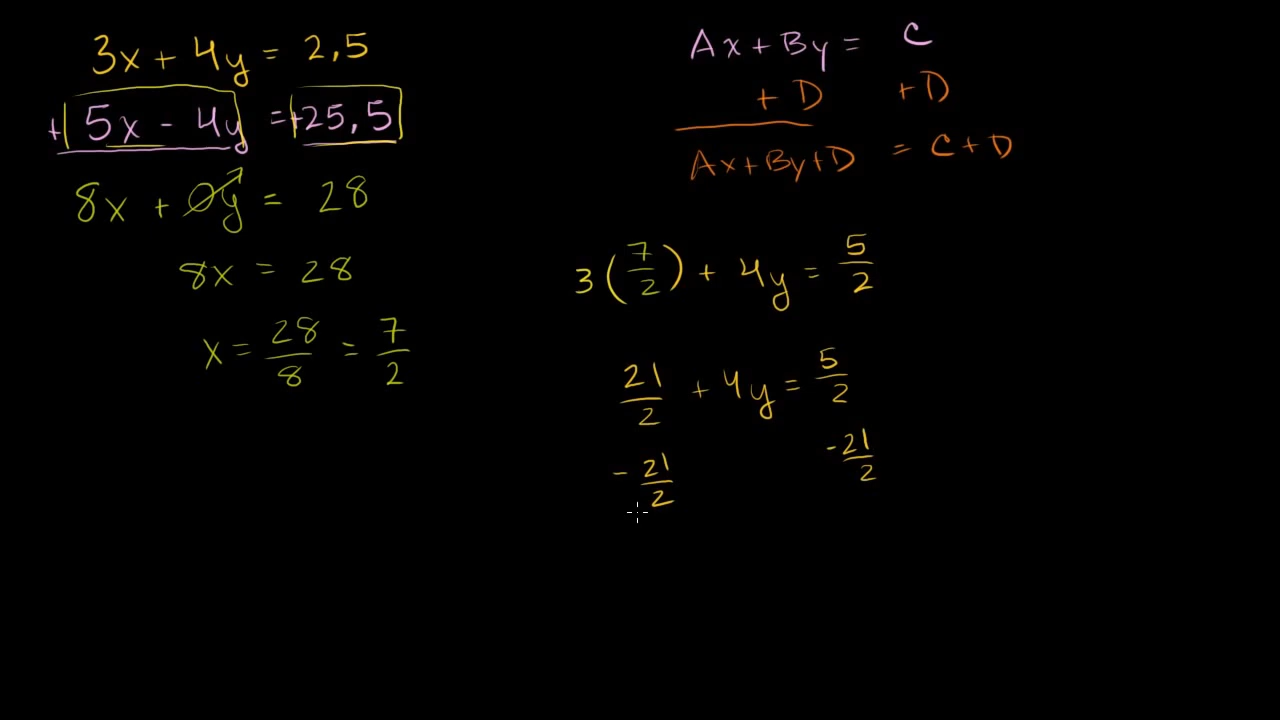 3x + 4y = 2,5
+ 5x - 4y = +25,5
8x + 0y = 28
8x = 28
x = 28/8 = 7/2
Ax + By = C
+ D +D
Ax + By + D = C + D
3(7/2) + 4y = 5/2
21/2 + 4y = 5/2
- 21/2 - 21/2